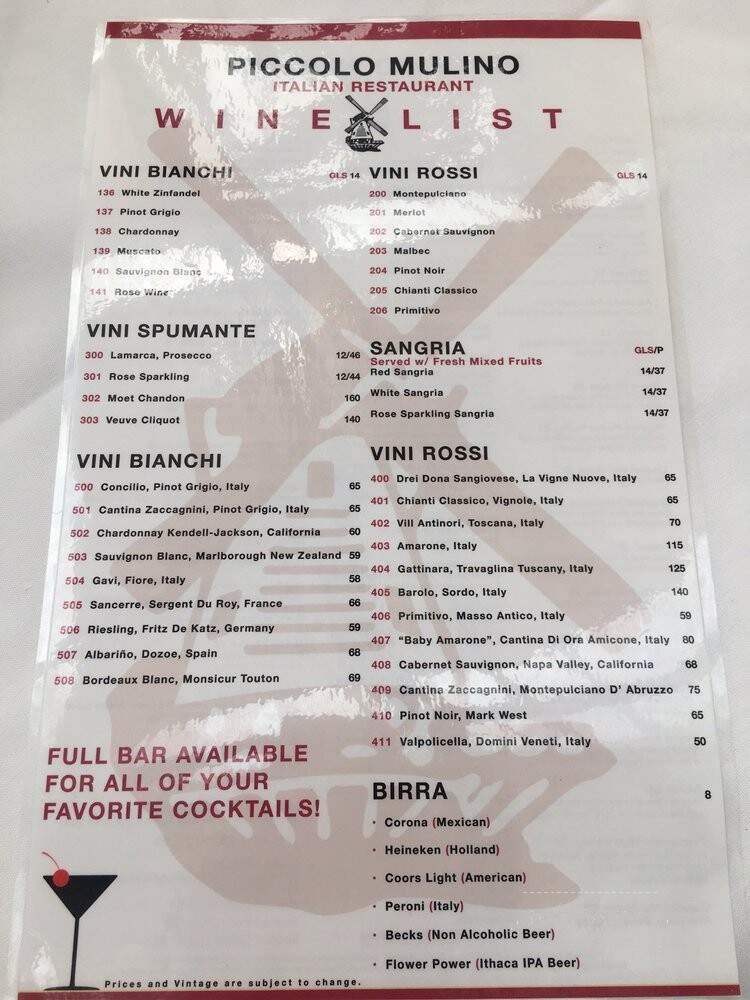 PICCOLO MULINO
ITALIAN RESTAURANT
WINE LIST
VINI BIANCHI GLS 14
136 White Zinfandel
137 Pinot Grigio
138 Chardonnay
139 Muscato
140 Sauvignon Blanc
141 Rose Wine
VINI SPUMANTE
300 Lamarca, Prosecco 12/46
301 Rose Sparkling 12/44
302 Moet Chandon 160
303 Veuve Cliquot 140
VINI BIANCHI
500 Concilio, Pinot Grigio, Italy 65
501 Cantina Zaccagnini, Pinot Grigio, Italy 65
502 Chardonnay Kendell-Jackson, California 60
503 Sauvignon Blanc, Marlborough New Zealand 59
504 Gavi, Fiore, Italy 58
505 Sancerre, Sergent Du Roy, France 66
506 Riesling, Fritz De Katz, Germany 59
507 Albariño, Dozoe, Spain 68
508 Bordeaux Blanc, Monsicur Touton 69
FULL BAR AVAILABLE
FOR ALL OF YOUR
FAVORITE COCKTAILS!
VINI ROSSI GLS 14
200 Montepulciano
201 Merlot
202 Cabernet Sauvignon
203 Malbec
204 Pinot Noir
205 Chianti Classico
206 Primitivo
SANGRIA GLS/P
Served w/ Fresh Mixed Fruits
Red Sangria 14/37
White Sangria 14/37
Rose Sparkling Sangria 14/37
VINI ROSSI
400 Drei Dona Sangiovese, La Vigne Nuove, Italy 65
401 Chianti Classico, Vignole, Italy 65
402 Vill Antinori, Toscana, Italy 70
403 Amarone, Italy 115
404 Gattinara, Travaglina Tuscany, Italy 125
405 Barolo, Sordo, Italy 140
406 Primitivo, Masso Antico, Italy 59
407 “Baby Amarone”, Cantina Di Ora Amicone, Italy 80
408 Cabernet Sauvignon, Napa Valley, California 68
409 Cantina Zaccagnini, Montepulciano D' Abruzzo 75
410 Pinot Noir, Mark West 65
411 Valpolicella, Domini Veneti, Italy 50
BIRRA 8
· Corona (Mexican)
· Heineken (Holland)
· Coors Light (American)
· Peroni (Italy)
· Becks (Non Alcoholic Beer)
· Flower Power (Ithaca IPA Beer)
Prices and Vintage are subject to change.